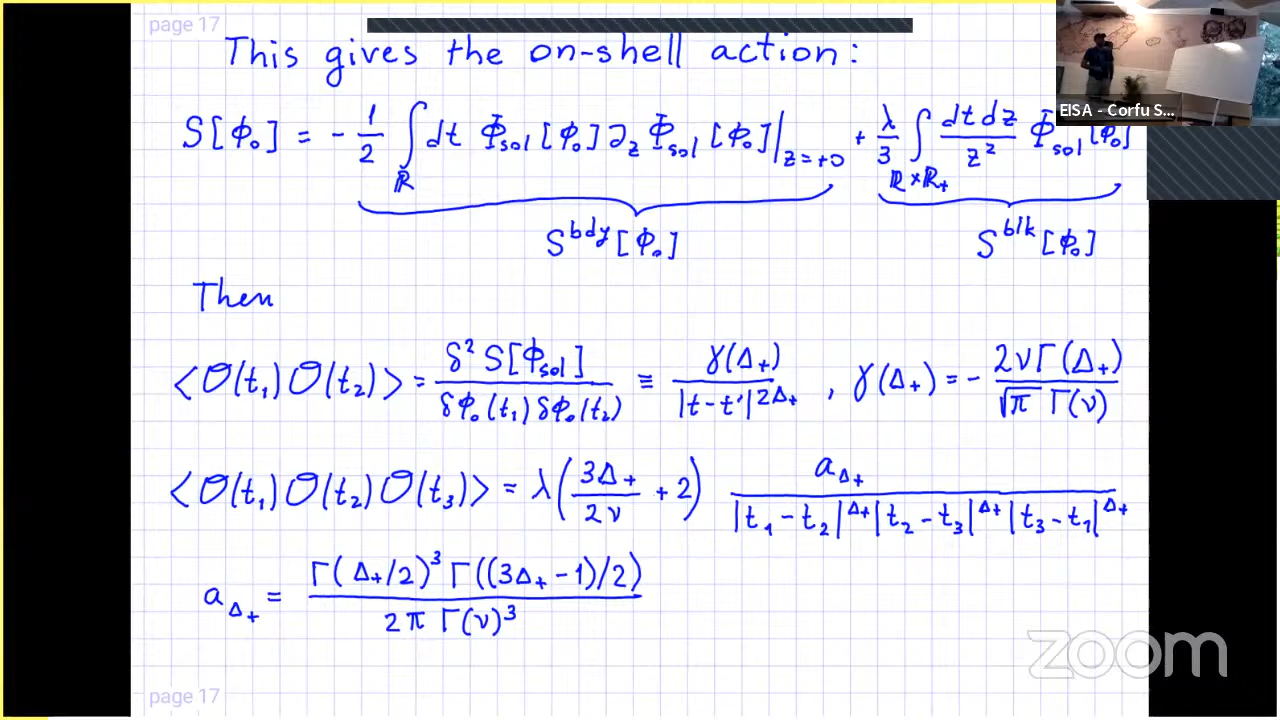 page 17
This gives the on-shell action:
EISA - Corfu S...
S[ϕ₀] = - 1/2 ∫_ℝ dt Φ_sol[ϕ₀] ∂_z Φ_sol[ϕ₀]|_{z=+0} + λ/3 ∫_{ℝ×ℝ₊} dt dz/z² Φ_sol[ϕ₀]
S^bdy[ϕ₀] S^blk[ϕ₀]
Then
<O(t₁)O(t₂)> = δ²S[Φ_sol]/δϕ₀(t₁)δϕ₀(t₂) ≡ γ(Δ₊)/|t-t'|^{2Δ₊}, γ(Δ₊) = - 2νΓ(Δ₊)/√π Γ(ν)
<O(t₁)O(t₂)O(t₃)> = λ(3Δ₊/2ν + 2) a_{Δ₊}/|t₁-t₂|^{Δ₊}|t₂-t₃|^{Δ₊}|t₃-t₁|^{Δ₊}
a_{Δ₊} = Γ(Δ₊/2)³Γ((3Δ₊-1)/2)/2πΓ(ν)³
zoom
page 17